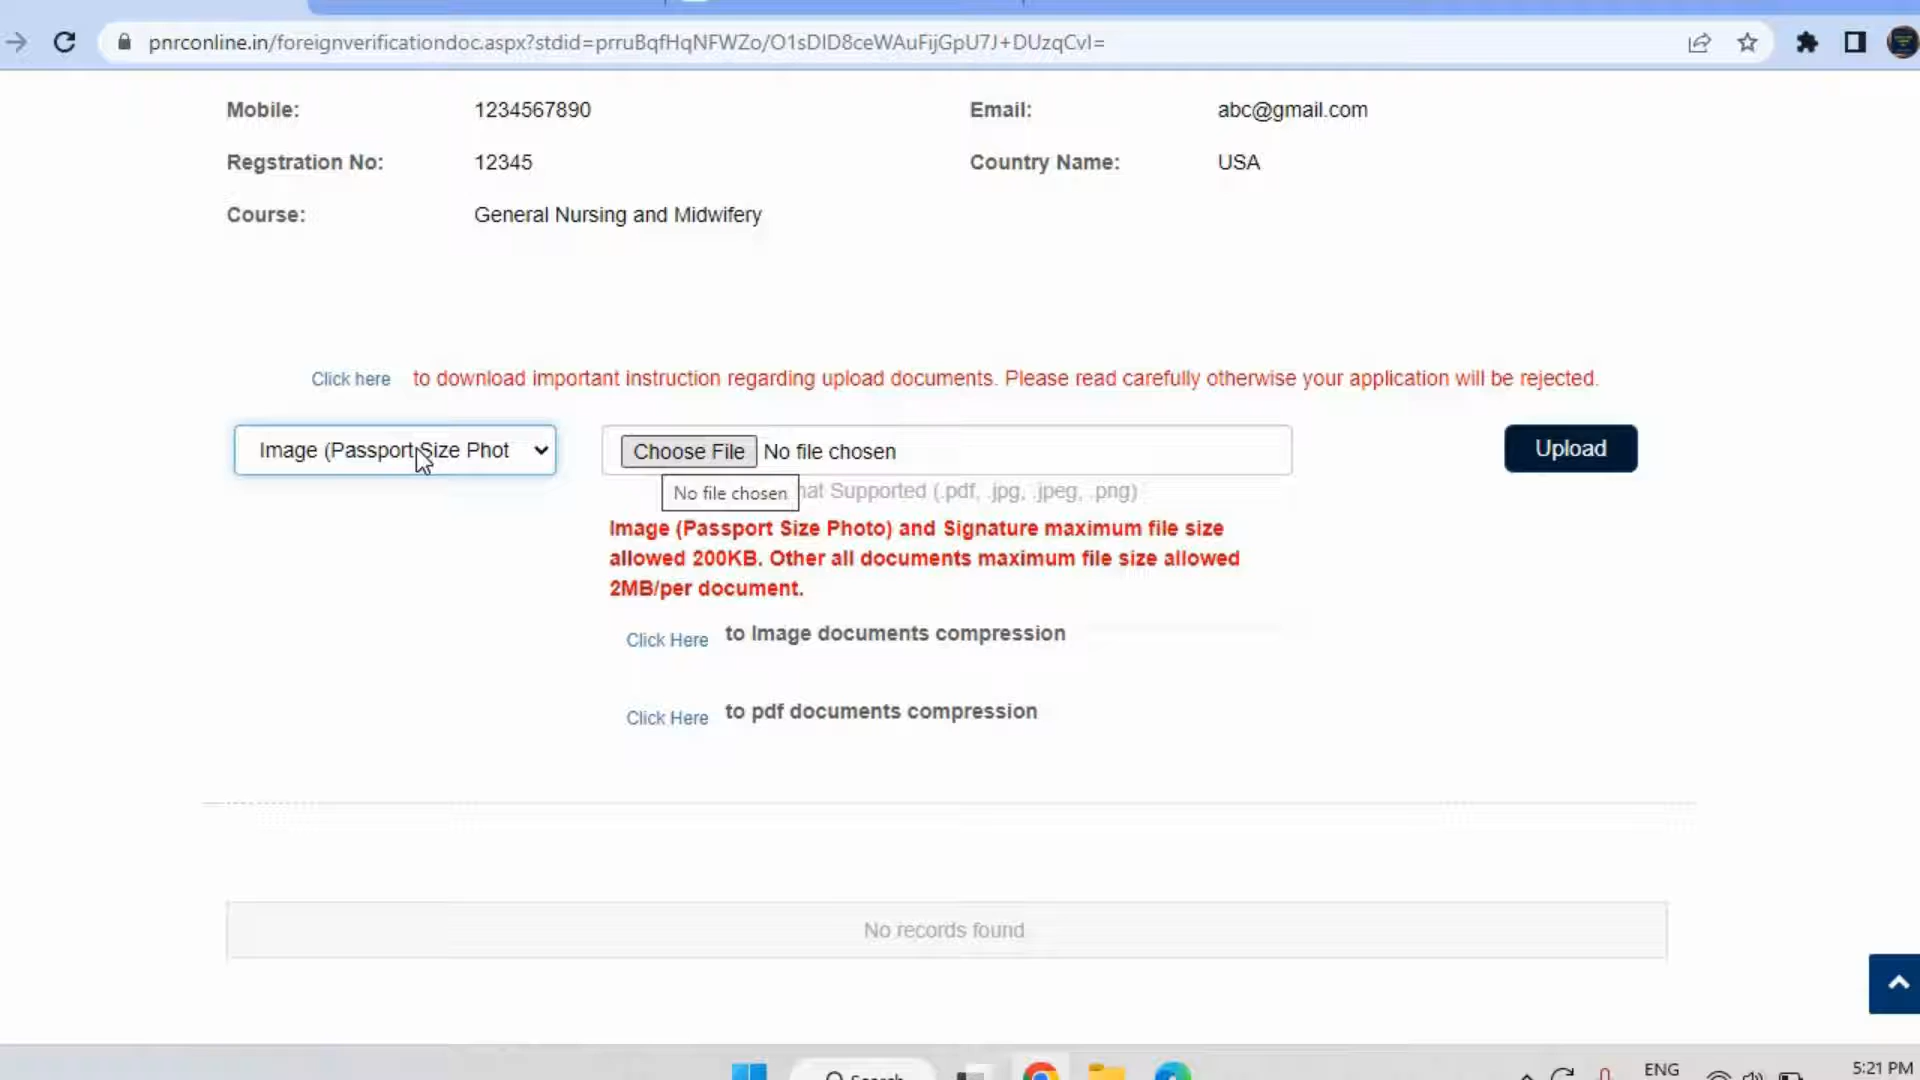 pnrconline.in/foreignverificationdoc.aspx?stdid=prruBqfHqNFWZo/O1sDID8ceWAuFijGpU7J+DUzqCvI=
Mobile: 1234567890 Email: abc@gmail.com
Regstration No: 12345 Country Name: USA
Course: General Nursing and Midwifery
Click here to download important instruction regarding upload documents. Please read carefully otherwise your application will be rejected.
Image (Passport Size Phot Choose File No file chosen Upload
No file chosen Supported (.pdf, .jpg, .jpeg, .png)
Image (Passport Size Photo) and Signature maximum file size
allowed 200KB. Other all documents maximum file size allowed
2MB/per document.
Click Here to Image documents compression
Click Here to pdf documents compression
No records found
Search ENG 5:21 PM